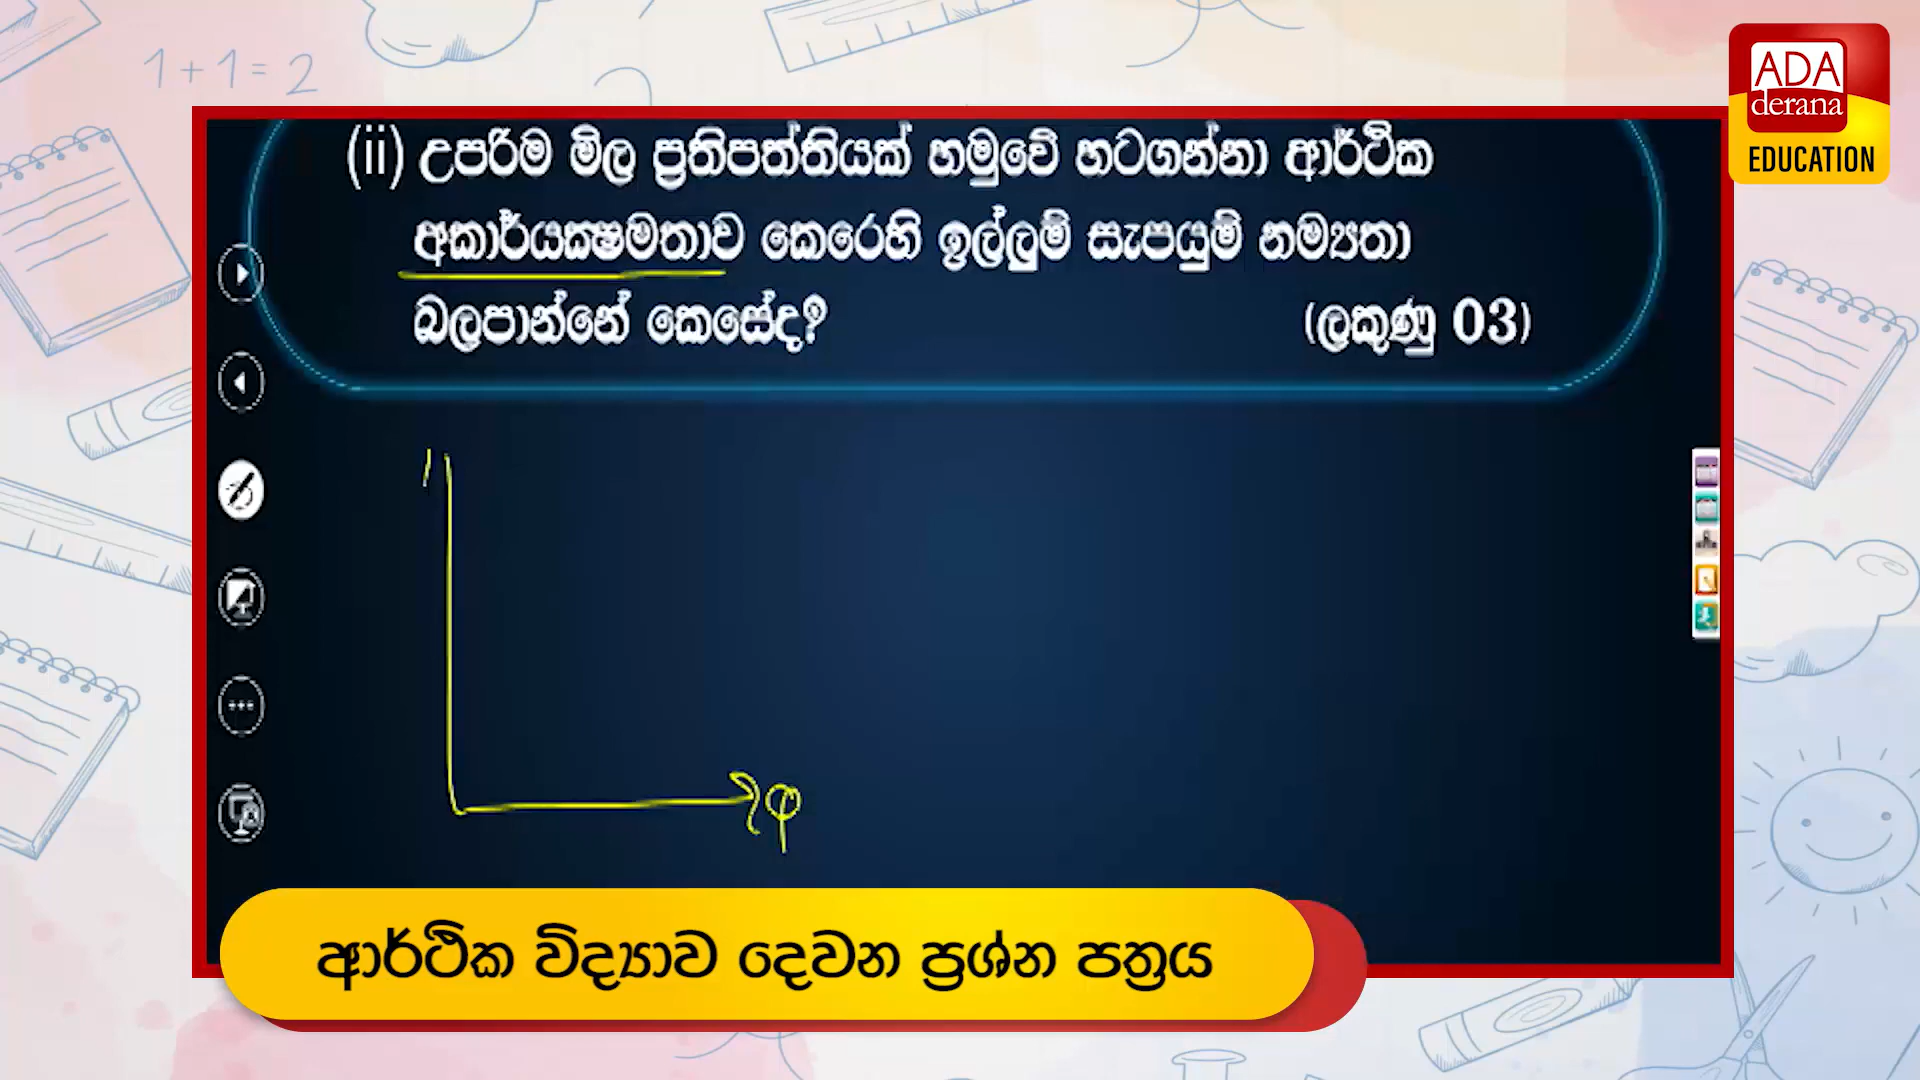 1+1=2
ADA
derana
EDUCATION
(ii) උපරිම මිල ප්‍රතිපත්තියක් හමුවේ හටගන්නා ආර්ථික
අකාර්යක්ෂමතාව කෙරෙහි ඉල්ලුම් සැපයුම් නම්‍යතා
බලපාන්නේ කෙසේද?
(ලකුණු 03)
ආර්ථික විද්‍යාව දෙවන ප්‍රශ්න පත්‍රය